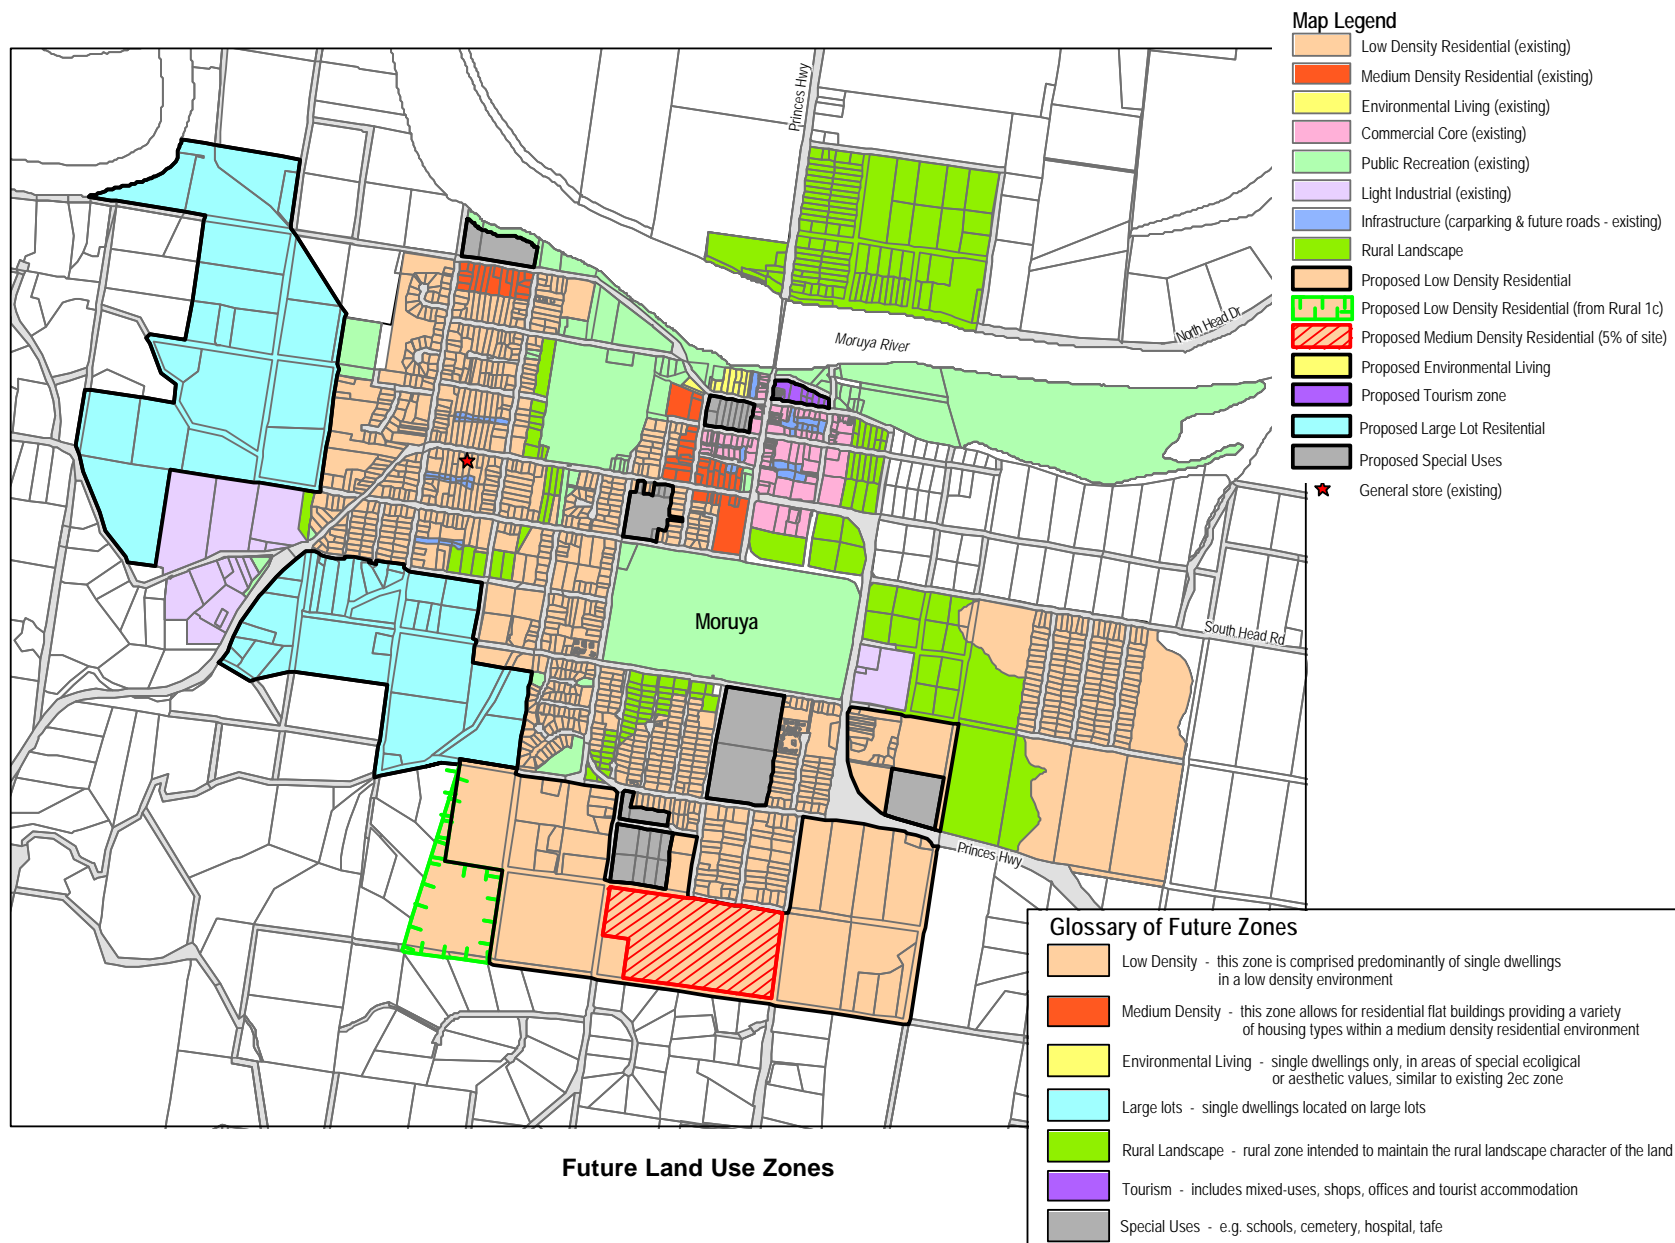 Map Legend
Low Density Residential (existing)
Medium Density Residential (existing)
Environmental Living (existing)
Commercial Core (existing)
Public Recreation (existing)
Light Industrial (existing)
Infrastructure (carparking & future roads - existing)
Rural Landscape
Proposed Low Density Residential
Proposed Low Density Residential (from Rural 1c)
Proposed Medium Density Residential (5% of site)
Proposed Environmental Living
Proposed Tourism zone
Proposed Large Lot Resitential
Proposed Special Uses
General store (existing)
Princes Hwy
North Head Dr
Moruya River
Moruya
South Head Rd
Princes Hwy
Glossary of Future Zones
Low Density - this zone is comprised predominantly of single dwellings
in a low density environment
Medium Density - this zone allows for residential flat buildings providing a variety
of housing types within a medium density residential environment
Environmental Living - single dwellings only, in areas of special ecoligical
or aesthetic values, similar to existing 2ec zone
Large lots - single dwellings located on large lots
Rural Landscape - rural zone intended to maintain the rural landscape character of the land
Tourism - includes mixed-uses, shops, offices and tourist accommodation
Special Uses - e.g. schools, cemetery, hospital, tafe
Future Land Use Zones